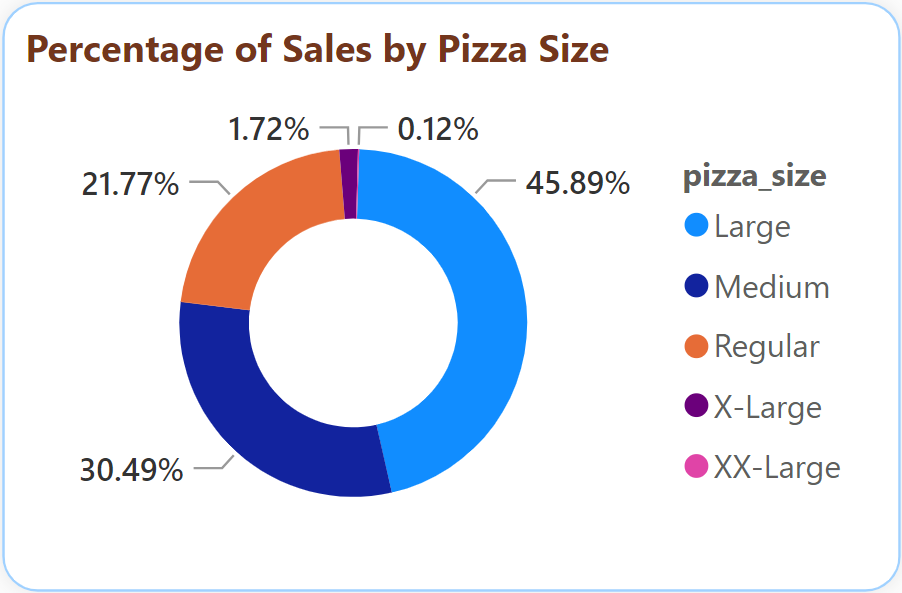 Percentage of Sales by Pizza Size
1.72%
0.12%
21.77%
45.89%
30.49%
pizza_size
Large
Medium
Regular
X-Large
XX-Large